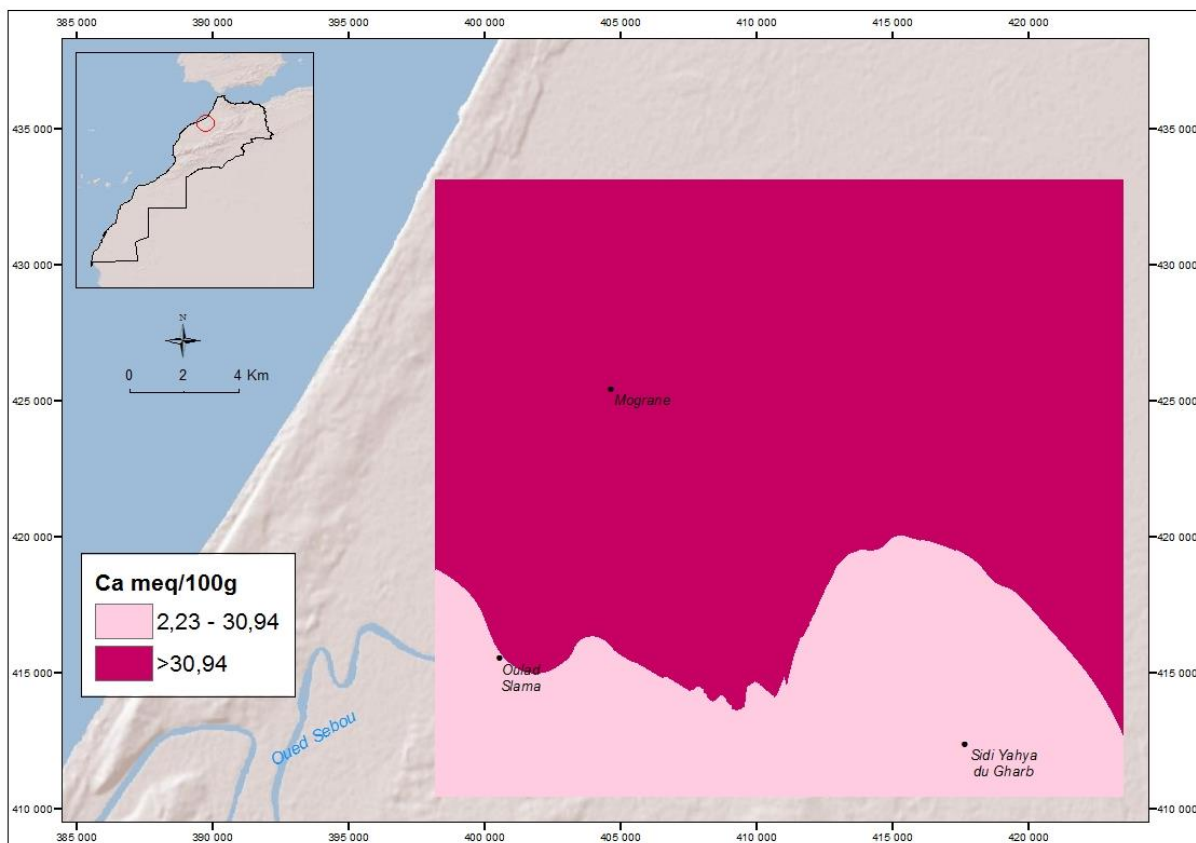 385 000 390 000 395 000 400 000 405 000 410 000 415 000 420 000
435 000 435 000
430 000 430 000
425 000 425 000
420 000 420 000
415 000 415 000
410 000 410 000
N
0 2 4 Km
Mograne
Ca meq/100g
2,23 - 30,94
>30,94
Oulad
Slama
Oued Sebou
Sidi Yahya
du Gharb
385 000 390 000 395 000 400 000 405 000 410 000 415 000 420 000